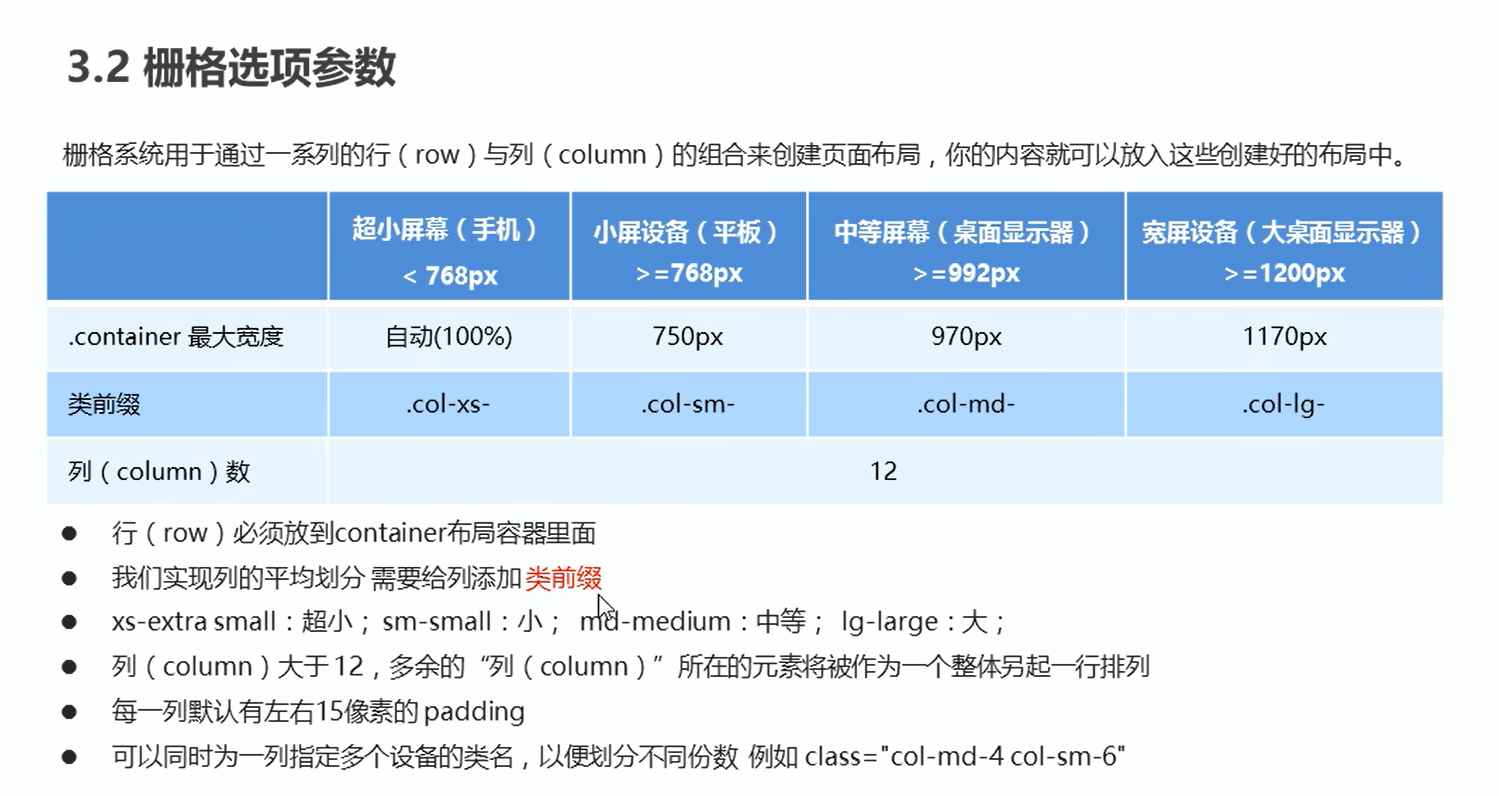 3.2 栅格选项参数
栅格系统用于通过一系列的行（row）与列（column）的组合来创建页面布局，你的内容就可以放入这些创建好的布局中。
超小屏幕（手机） 小屏设备（平板） 中等屏幕（桌面显示器） 宽屏设备（大桌面显示器）
< 768px >=768px >=992px >=1200px
.container 最大宽度 自动(100%) 750px 970px 1170px
类前缀 .col-xs- .col-sm- .col-md- .col-lg-
列（column）数 12
● 行（row）必须放到container布局容器里面
● 我们实现列的平均划分 需要给列添加 类前缀
● xs-extra small：超小； sm-small：小； md-medium：中等； lg-large：大；
● 列（column）大于 12，多余的“列（column）”所在的元素将被作为一个整体另起一行排列
● 每一列默认有左右15像素的 padding
● 可以同时为一列指定多个设备的类名，以便划分不同份数 例如 class="col-md-4 col-sm-6"